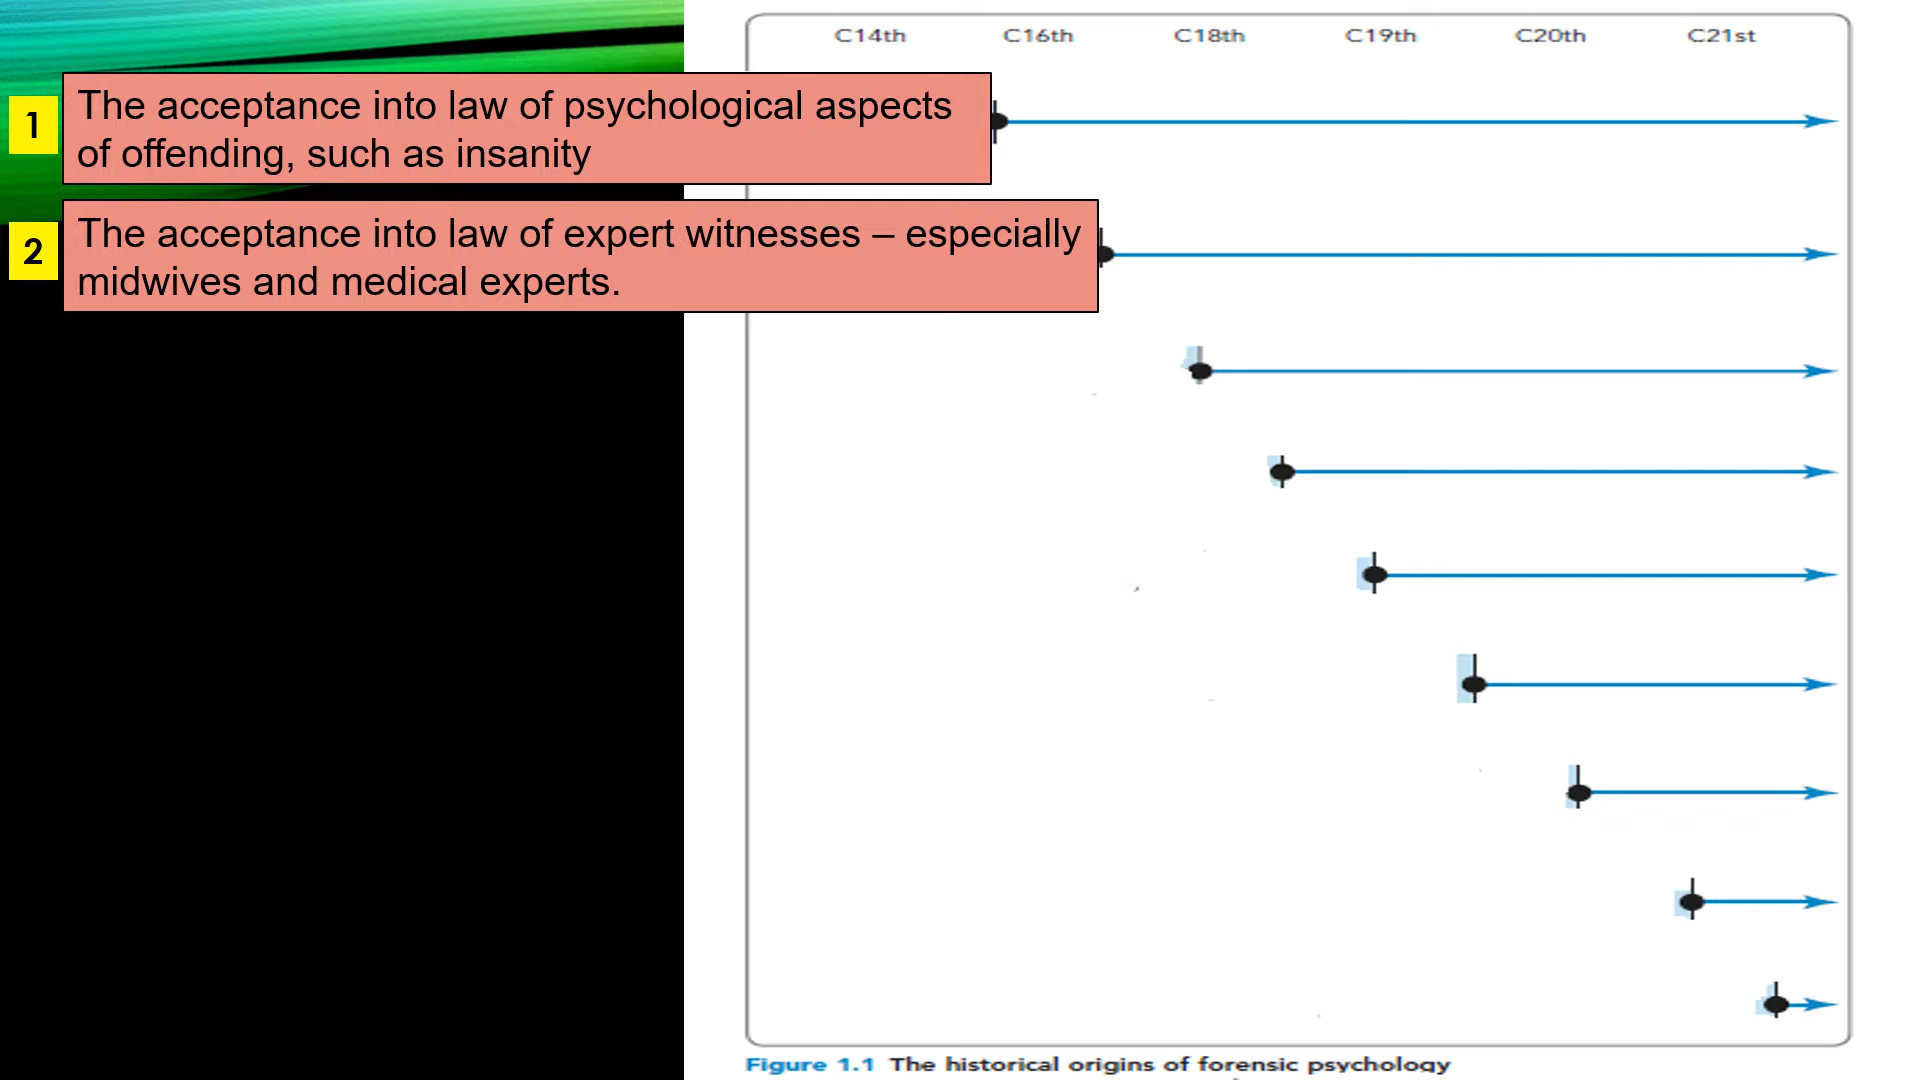 C14th C16th C18th C19th C20th C21st
1
The acceptance into law of psychological aspects
of offending, such as insanity
2
The acceptance into law of expert witnesses – especially
midwives and medical experts.
Figure 1.1 The historical origins of forensic psychology